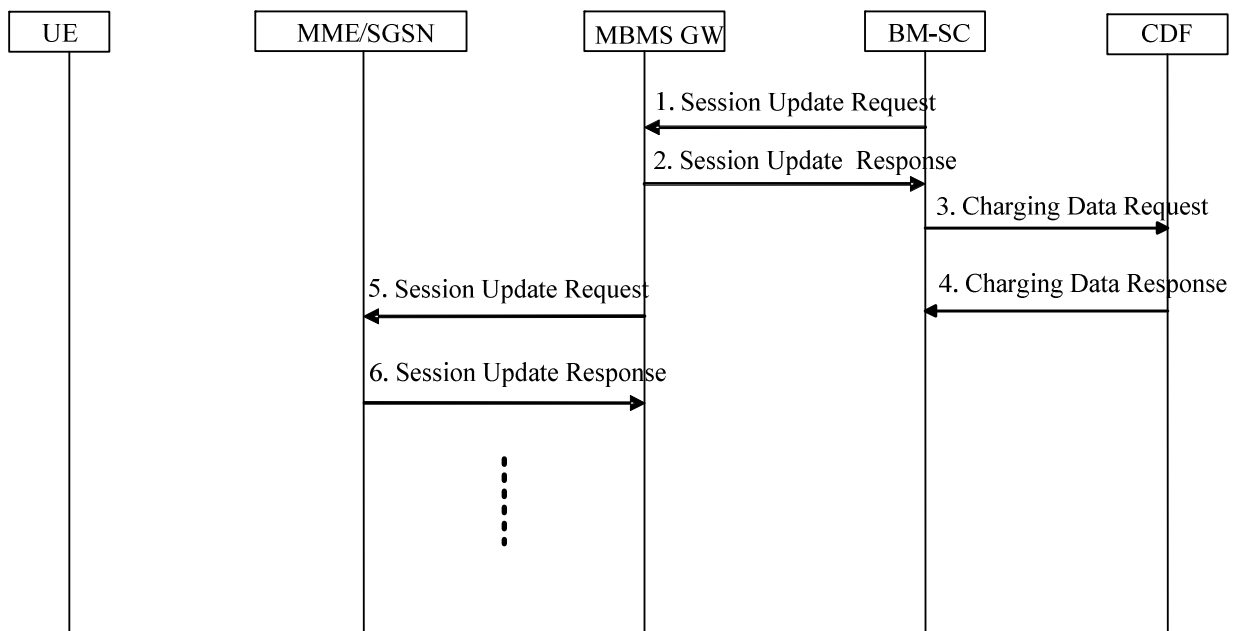 UE
MME/SGSN
MBMS GW
BM-SC
CDF
1. Session Update Request
2. Session Update Response
3. Charging Data Request
4. Charging Data Response
5. Session Update Request
6. Session Update Response